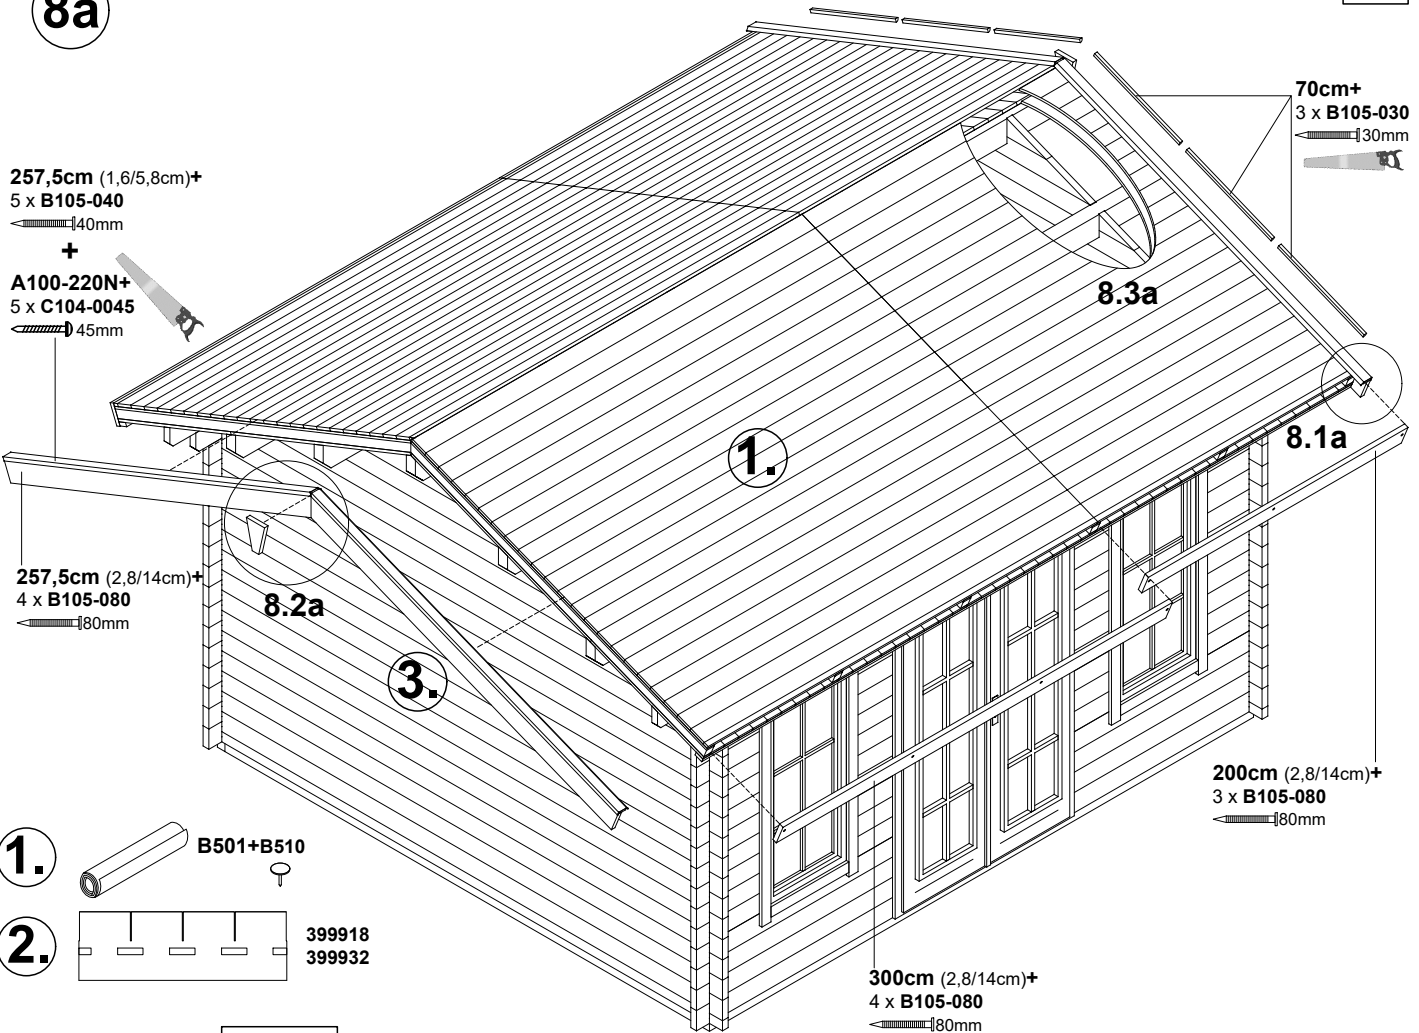 8a
70cm+
3 x B105-030
30mm
257,5cm (1,6/5,8cm)+
5 x B105-040
40mm
+
A100-220N+
5 x C104-0045
45mm
8.3a
8.1a
1.
257,5cm (2,8/14cm)+
4 x B105-080
80mm
8.2a
3.
200cm (2,8/14cm)+
3 x B105-080
80mm
1.
B501+B510
2.
399918
399932
300cm (2,8/14cm)+
4 x B105-080
80mm